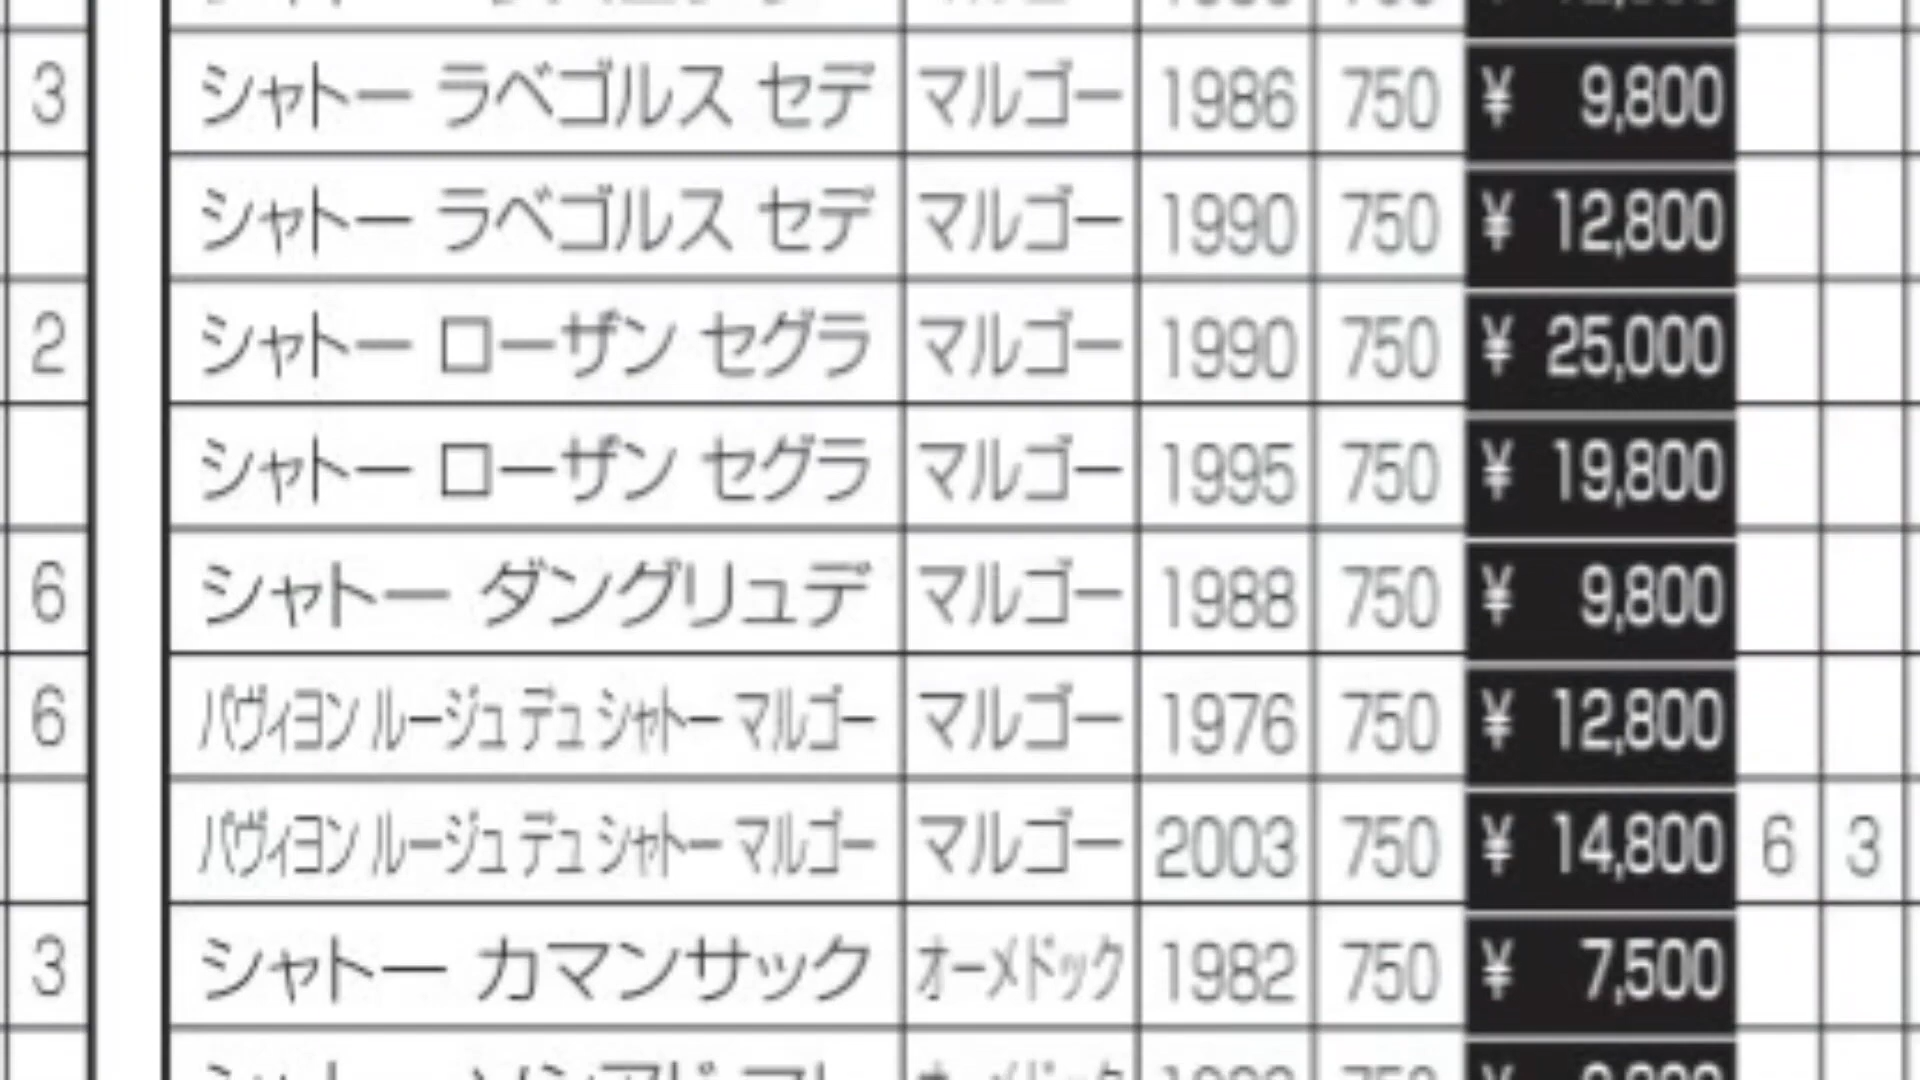 3 シャトー ラベゴルス セデ マルゴー 1986 750 ¥ 9,800
シャトー ラベゴルス セデ マルゴー 1990 750 ¥ 12,800
2 シャトー ローザン セグラ マルゴー 1990 750 ¥ 25,000
シャトー ローザン セグラ マルゴー 1995 750 ¥ 19,800
6 シャトー ダングリュデ マルゴー 1988 750 ¥ 9,800
6 パヴィヨン ルージュ デュ シャトー マルゴー マルゴー 1976 750 ¥ 12,800
パヴィヨン ルージュ デュ シャトー マルゴー マルゴー 2003 750 ¥ 14,800 6 3
3 シャトー カマンサック オーメドック 1982 750 ¥ 7,500